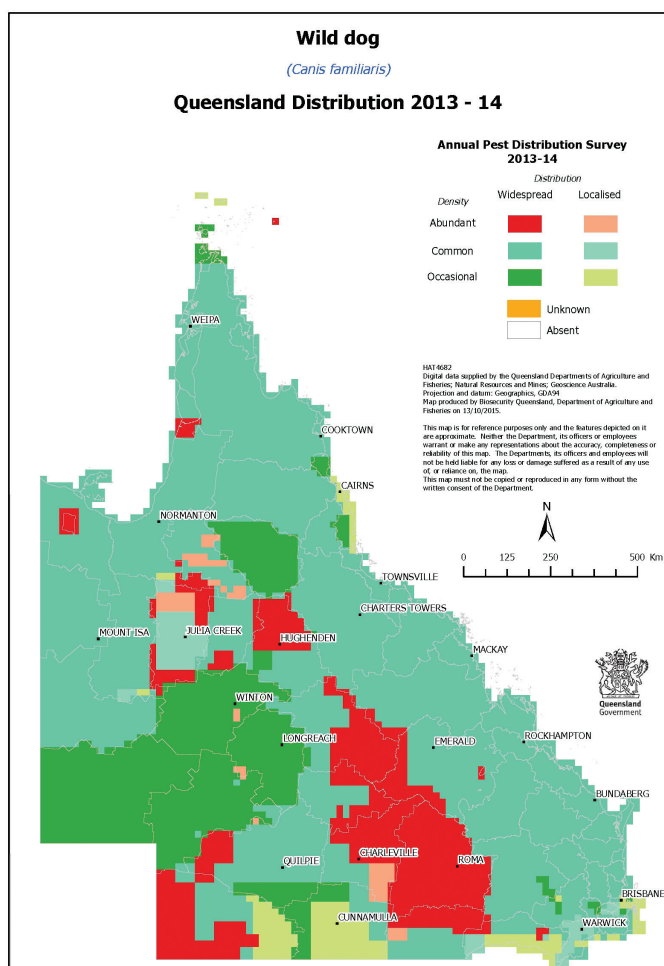 Wild dog
(Canis familiaris)
Queensland Distribution 2013 - 14
Annual Pest Distribution Survey
2013-14
Distribution
Density Widespread Localised
Abundant
Common
Occasional
Unknown
Absent
HAT4682
Digital data supplied by the Queensland Departments of Agriculture and
Fisheries; Natural Resources and Mines; Geoscience Australia.
Projection and datum: Geographics, GDA94
Map produced by Biosecurity Queensland, Department of Agriculture and
Fisheries on 13/10/2015.
This map is for reference purposes only and the features depicted on it
are approximate. Neither the Department, its officers or employees
warrant or make any representations about the accuracy, completeness or
reliability of this map. The Departments, its officers and employees will
not be held liable for any loss or damage suffered as a result of any use
of, or reliance on, the map.
This map must not be copied or reproduced in any form without the
written consent of the Department.
N
0 125 250 500 Km
WEIPA
COOKTOWN
CAIRNS
NORMANTON
TOWNSVILLE
CHARTERS TOWERS
MOUNT ISA
JULIA CREEK
HUGHENDEN
MACKAY
Queensland
Government
WINTON
LONGREACH
EMERALD
ROCKHAMPTON
BUNDABERG
QUILPIE
CHARLEVILLE
ROMA
BRISBANE
CUNNAMULLA
WARWICK